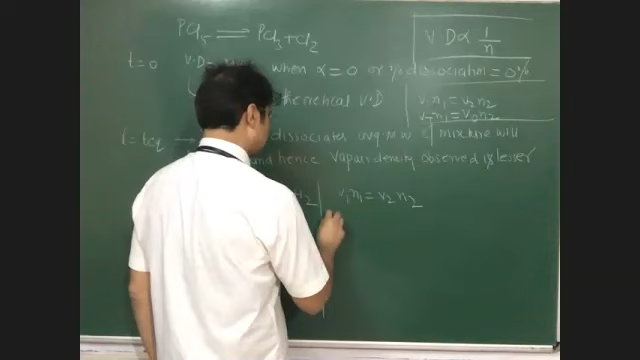 PCl5 ⇌ PCl3 + Cl2
V D ∝ 1/n
t=0 V.D= when α = 0 or % dissociation = 0%
theoretical V.D
V1n1 = V2n2
V1n1 = V2n2
t = teq → dissociates avg m.w of mixture will
and hence vapour density observed is lesser
V1n1 = V2n2